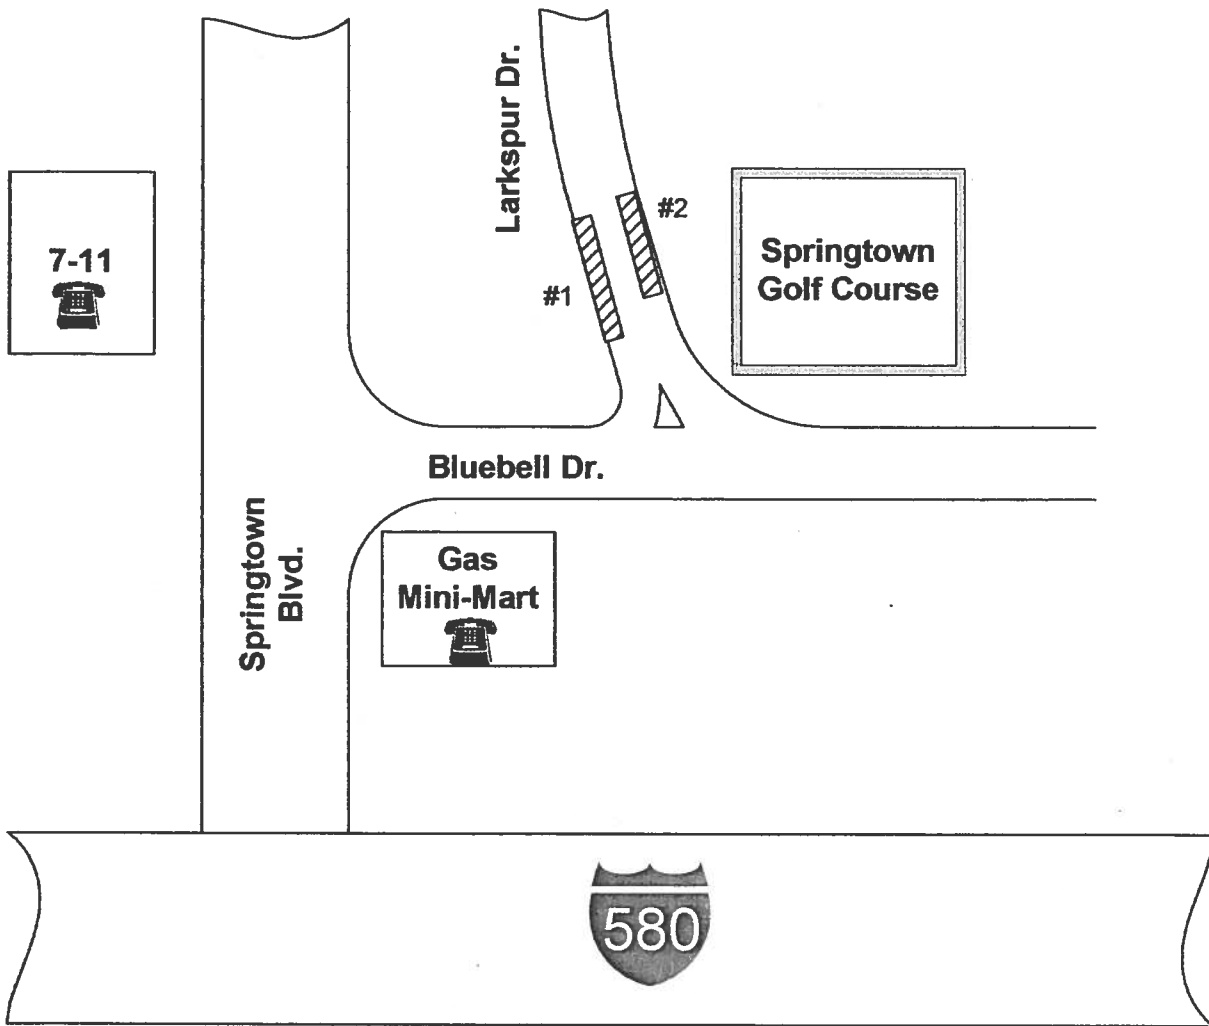 Larkspur Dr.
#2
#1
7-11
Springtown
Golf Course
Bluebell Dr.
Springtown
Blvd.
Gas
Mini-Mart
580